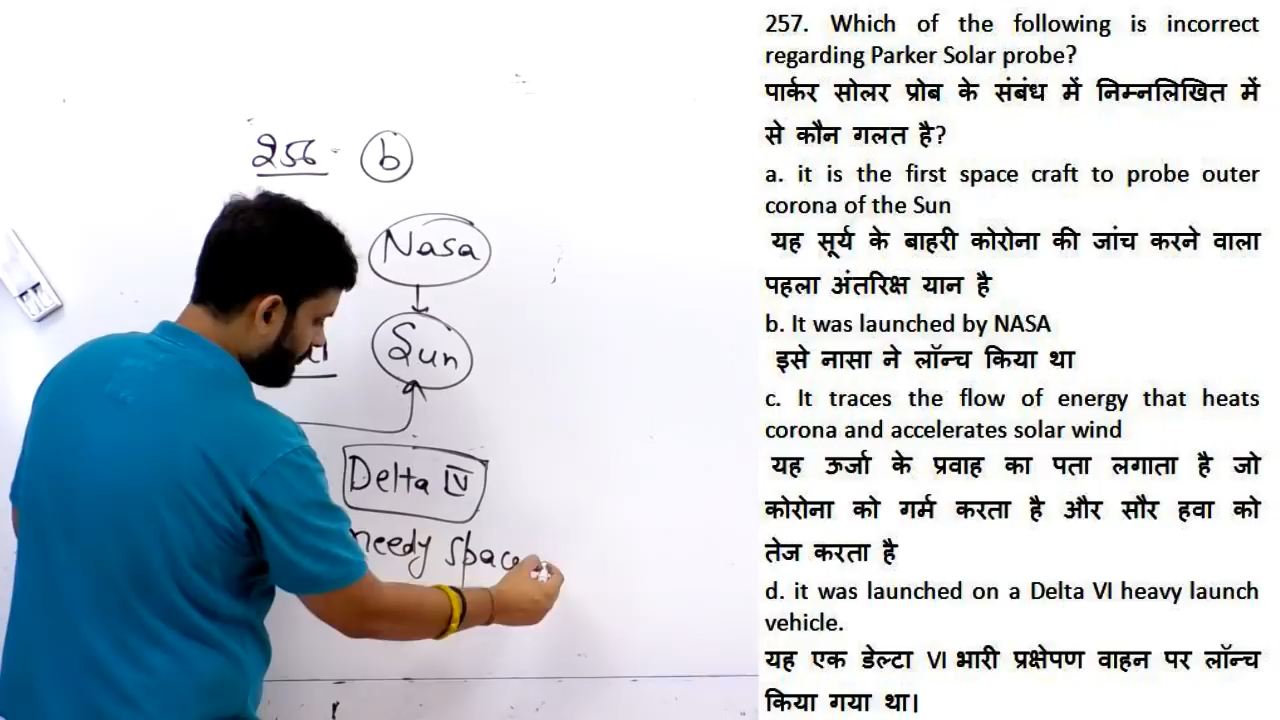 256- b
Nasa
Sun
Delta IV
needy space
257. Which of the following is incorrect
regarding Parker Solar probe?
पार्कर सोलर प्रोब के संबंध में निम्नलिखित में
से कौन गलत है?
a. it is the first space craft to probe outer
corona of the Sun
यह सूर्य के बाहरी कोरोना की जांच करने वाला
पहला अंतरिक्ष यान है
b. It was launched by NASA
इसे नासा ने लॉन्च किया था
c. It traces the flow of energy that heats
corona and accelerates solar wind
यह ऊर्जा के प्रवाह का पता लगाता है जो
कोरोना को गर्म करता है और सौर हवा को
तेज करता है
d. it was launched on a Delta VI heavy launch
vehicle.
यह एक डेल्टा VI भारी प्रक्षेपण वाहन पर लॉन्च
किया गया था।